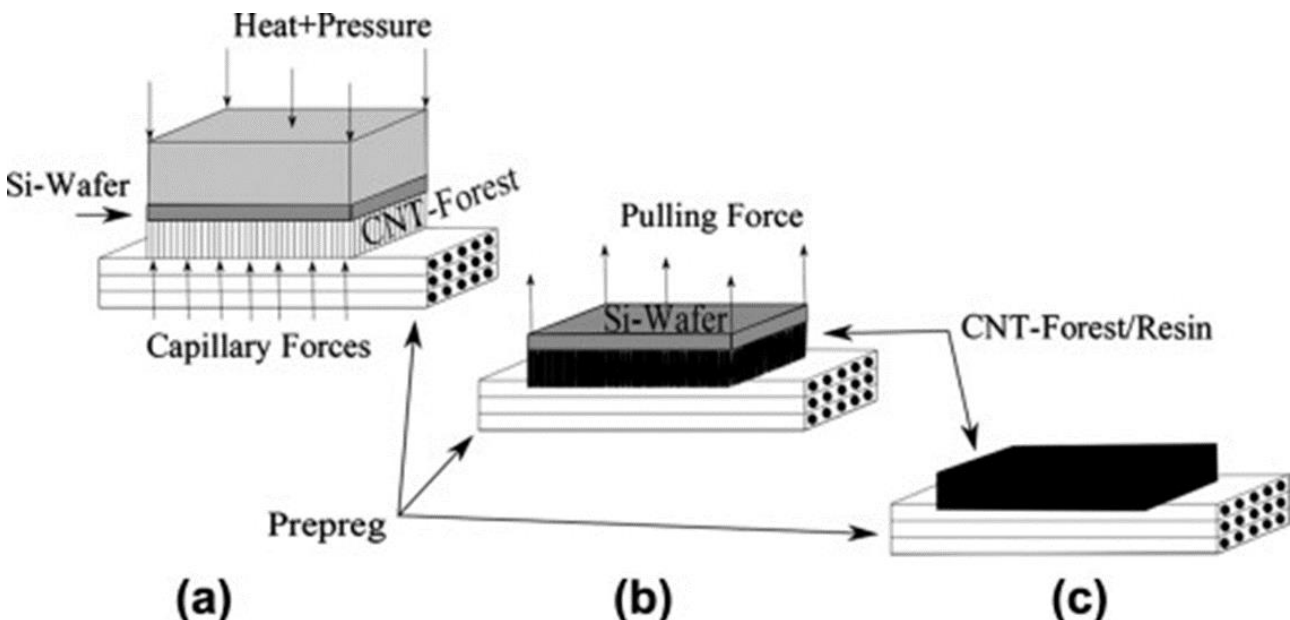 Heat+Pressure
Si-Wafer
CNT-Forest
Capillary Forces
Pulling Force
Si-Wafer
CNT-Forest/Resin
Prepreg
(a)
(b)
(c)